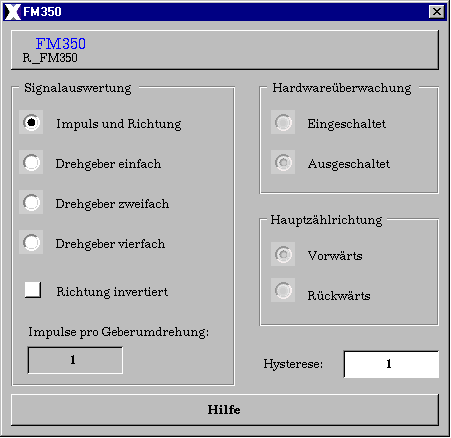 FM350
FM350
R_FM350
Signalauswertung
Impuls und Richtung
Drehgeber einfach
Drehgeber zweifach
Drehgeber vierfach
Richtung invertiert
Impulse pro Geberumdrehung:
1
Hardwareüberwachung
Eingeschaltet
Ausgeschaltet
Hauptzählrichtung
Vorwärts
Rückwärts
Hysterese:
1
Hilfe